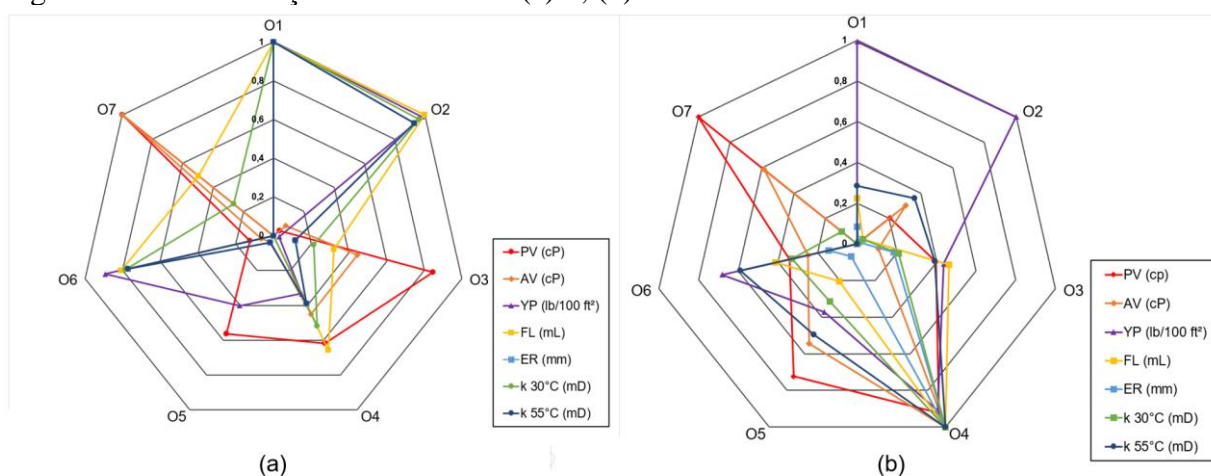 O1
1
0,8
0,6
0,4
0,2
0
O2
O3
O4
O5
O6
O7
PV (cP)
AV (cP)
YP (lb/100 ft²)
FL (mL)
ER (mm)
k 30°C (mD)
k 55°C (mD)
(a)
O1
1
0,8
0,6
0,4
0,2
0
O2
O3
O4
O5
O6
O7
PV (cp)
AV (cP)
YP (lb/100 ft²)
FL (mL)
ER (mm)
k 30°C (mD)
k 55°C (mD)
(b)